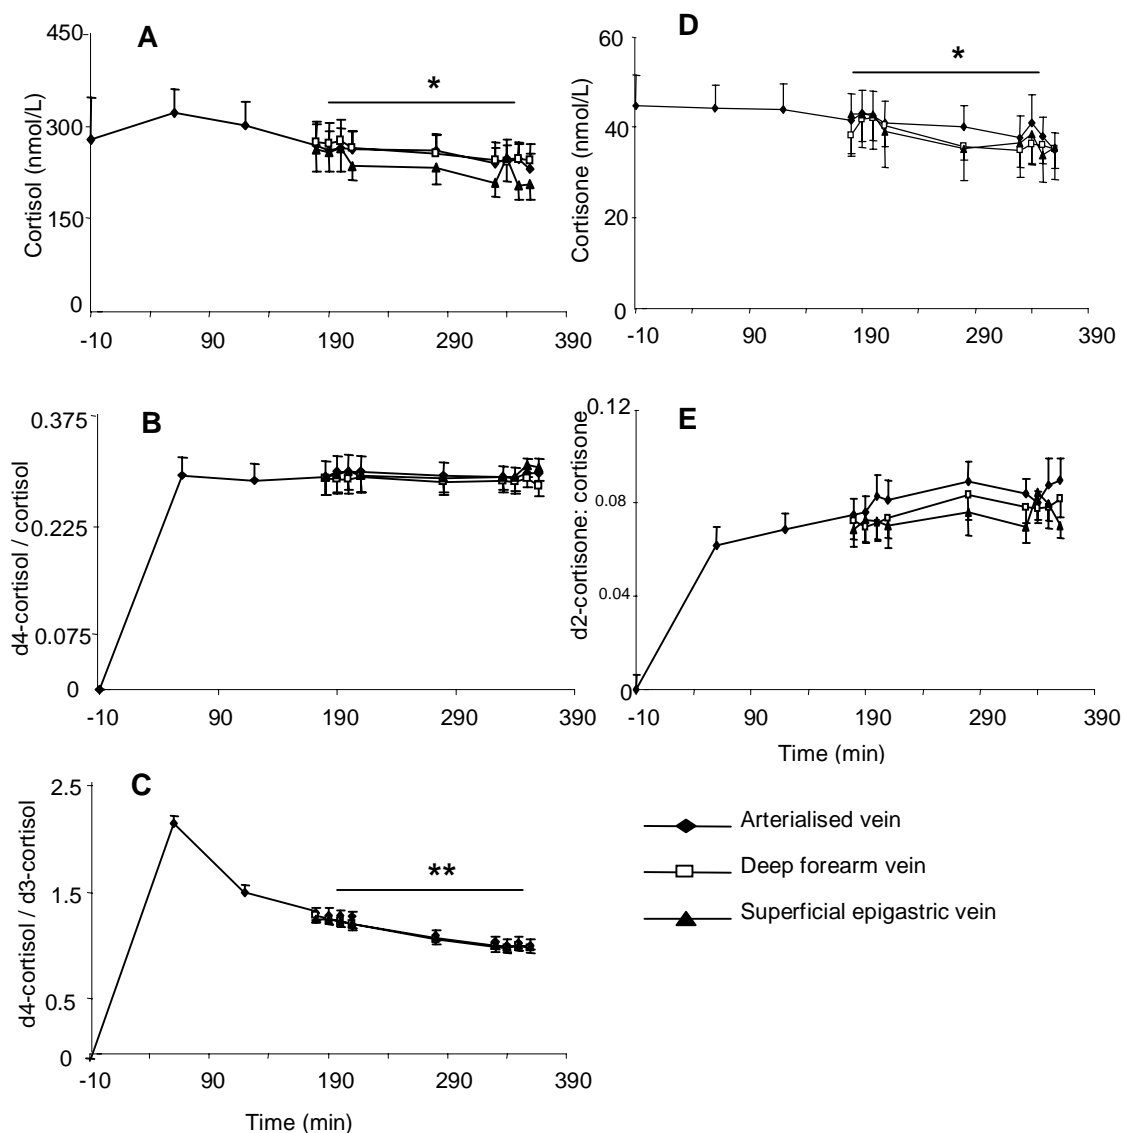 A
Cortisol (nmol/L)
450
300
150
0
-10 90 190 290 390
*
D
Cortisone (nmol/L)
60
40
20
0
-10 90 190 290 390
*
B
d4-cortisol / cortisol
0.375
0.225
0.075
0
-10 90 190 290 390
E
d2-cortisone: cortisone
0.12
0.08
0.04
0
-10 90 190 290 390
Time (min)
C
d4-cortisol / d3-cortisol
2.5
1.5
0.5
0
-10 90 190 290 390
**
Time (min)
Arterialised vein
Deep forearm vein
Superficial epigastric vein